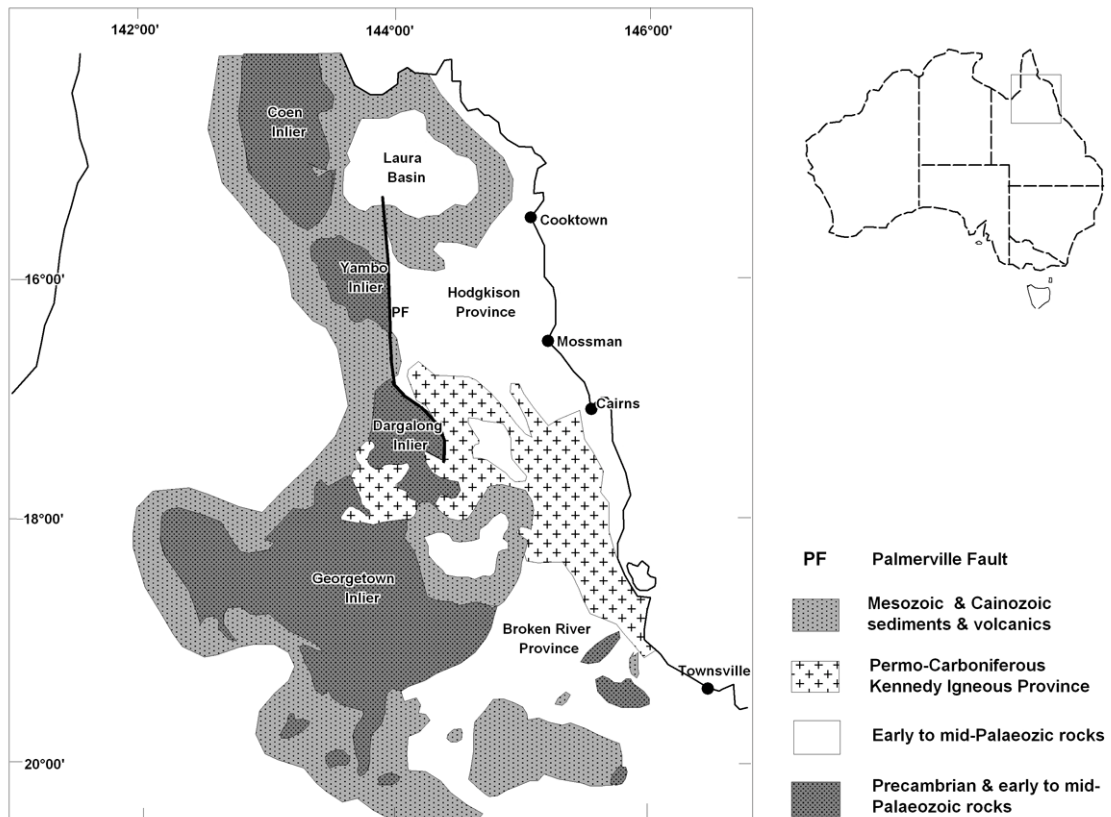 142°00'
144°00'
146°00'
Coen
Inlier
Laura
Basin
Cooktown
Yambo
Inlier
16°00'
Hodgkison
Province
PF
Mossman
Cairns
Dargalong
Inlier
18°00'
Georgetown
Inlier
Broken River
Province
Townsville
20°00'
PF Palmerville Fault
Mesozoic & Cainozoic
sediments & volcanics
Permo-Carboniferous
Kennedy Igneous Province
Early to mid-Palaeozic rocks
Precambrian & early to mid-
Palaeozoic rocks